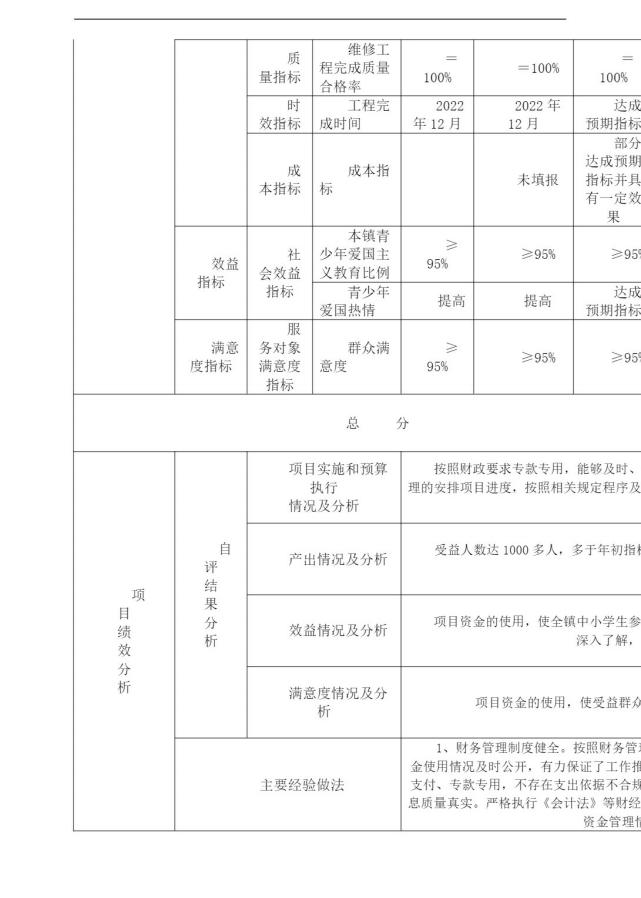 质量指标 维修工程完成质量合格率 ＝100% ＝100% ＝100%
时效指标 工程完成时间 2022年12月 2022年12月 达成预期指标
成本指标 成本指标 未填报 部分达成预期指标并具有一定效果
效益指标 社会效益指标 本镇青少年爱国主义教育比例 ≥95% ≥95% ≥95%
青少年爱国热情 提高 提高 达成预期指标
满意度指标 服务对象满意度指标 群众满意度 ≥95% ≥95% ≥95%
总 分
项目绩效分析
自评结果分析
项目实施和预算执行
情况及分析
按照财政要求专款专用，能够及时、
理的安排项目进度，按照相关规定程序及
产出情况及分析
受益人数达1000多人，多于年初指
效益情况及分析
项目资金的使用，使全镇中小学生参
深入了解，
满意度情况及分析
项目资金的使用，使受益群众
主要经验做法
1、财务管理制度健全。按照财务管理
金使用情况及时公开，有力保证了工作推
支付、专款专用，不存在支出依据不合规
息质量真实。严格执行《会计法》等财经
资金管理情